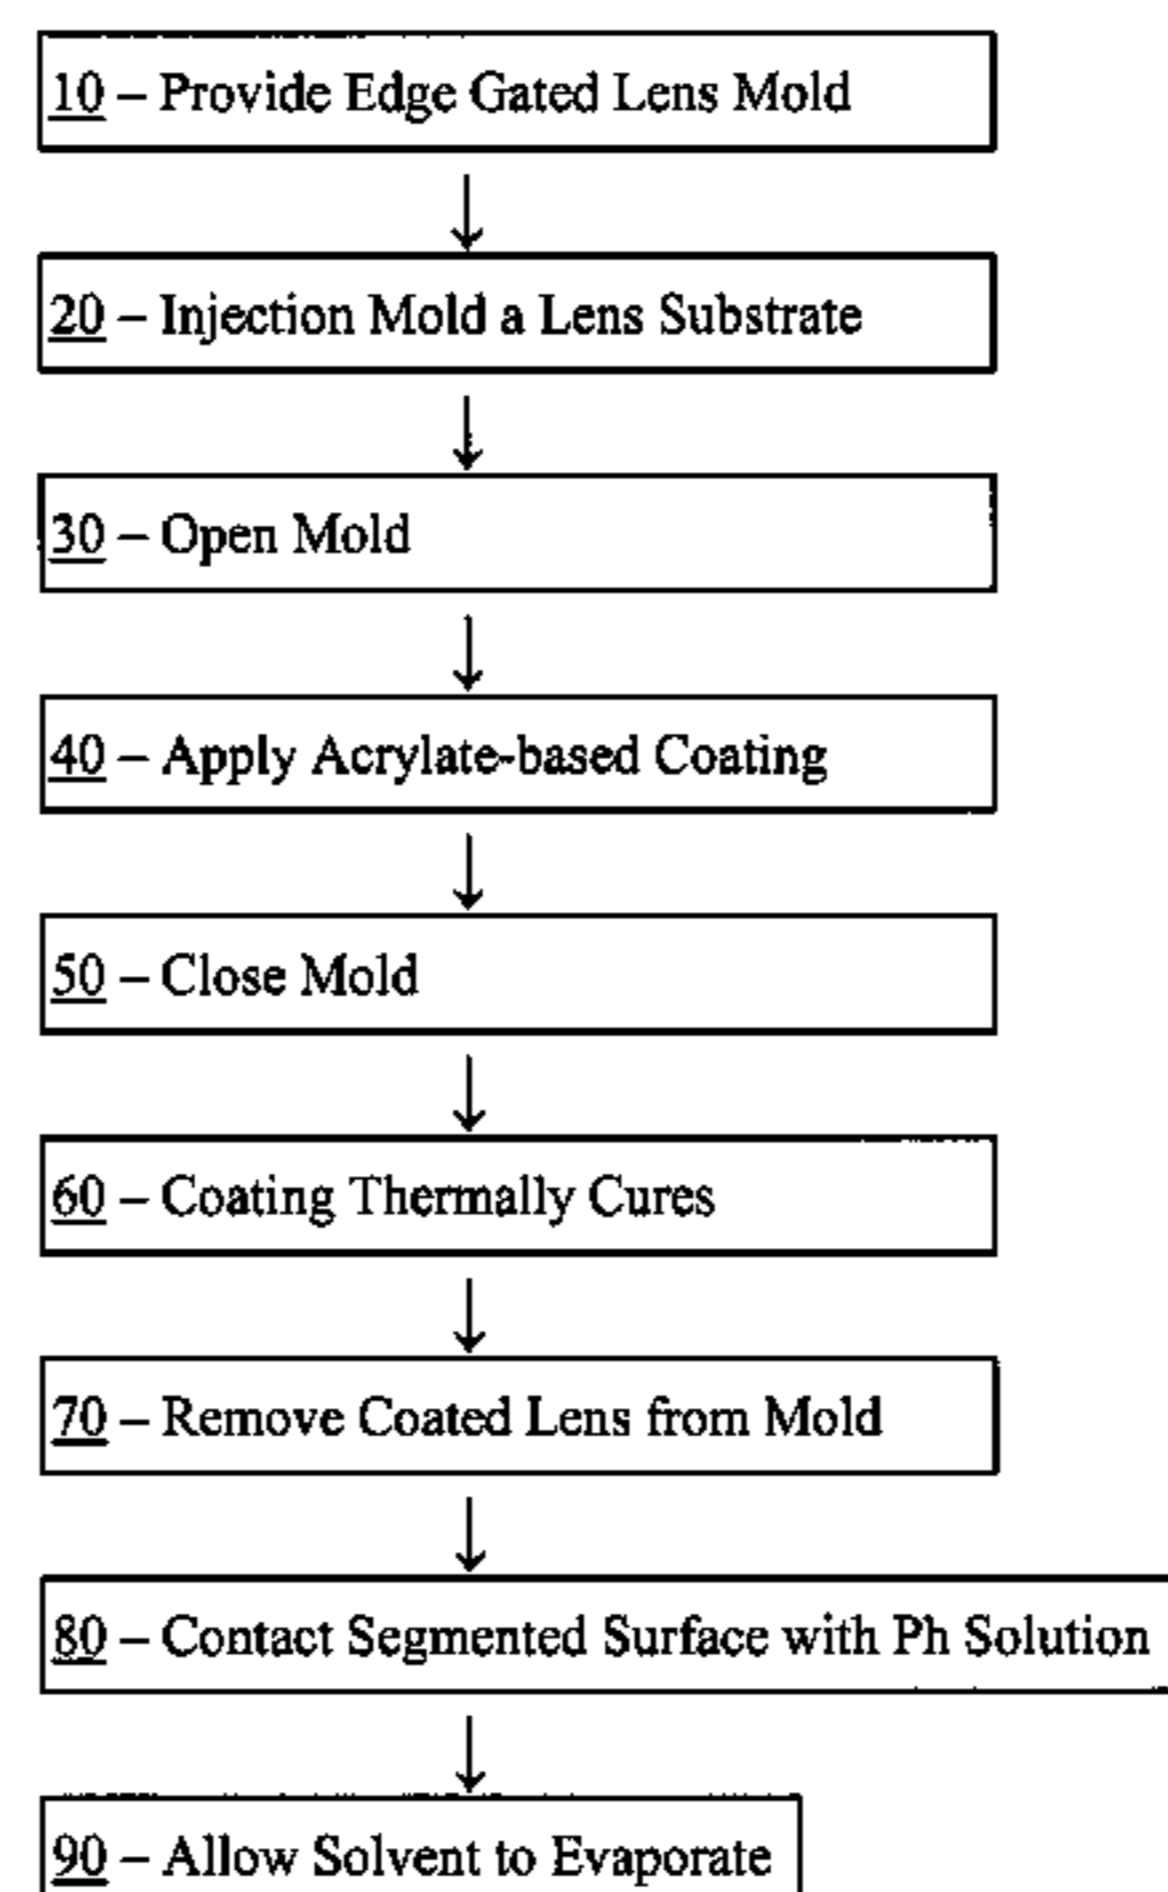 10 – Provide Edge Gated Lens Mold
20 – Injection Mold a Lens Substrate
30 – Open Mold
40 – Apply Acrylate-based Coating
50 – Close Mold
60 – Coating Thermally Cures
70 – Remove Coated Lens from Mold
80 – Contact Segmented Surface with Ph Solution
90 – Allow Solvent to Evaporate